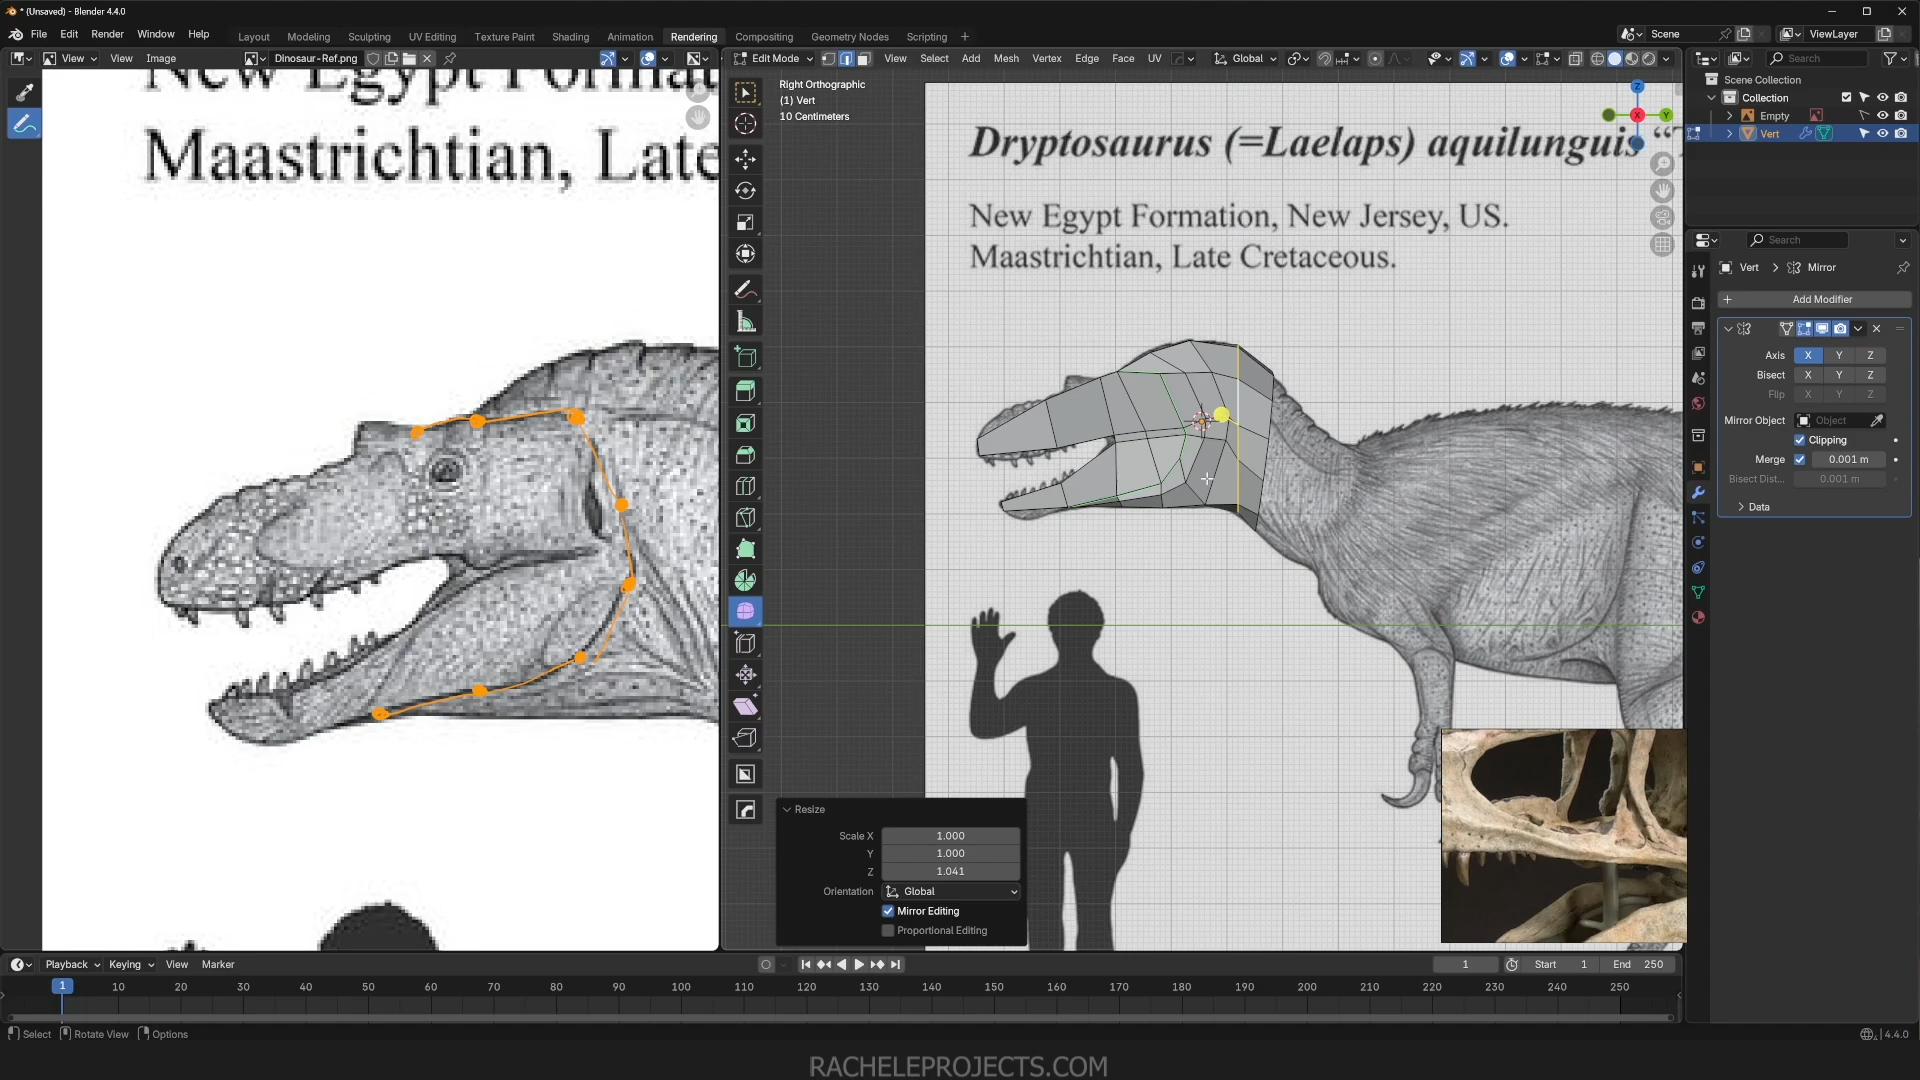 * (Unsaved) - Blender 4.4.0
File Edit Render Window Help
Layout Modeling Sculpting UV Editing Texture Paint Shading Animation Rendering Compositing Geometry Nodes Scripting +
Scene ViewLayer
View View Image Dinosaur-Ref.png
Edit Mode View Select Add Mesh Vertex Edge Face UV Global
Search
New Egypt Format
Maastrichtian, Late
Right Orthographic
(1) Vert
10 Centimeters
Dryptosaurus (=Laelaps) aquilunguis
New Egypt Formation, New Jersey, US.
Maastrichtian, Late Cretaceous.
Z
Y
X
Scene Collection
Collection
Empty
Vert
Search
Vert > Mirror
Add Modifier
Axis X Y Z
Bisect X Y Z
Flip X Y Z
Mirror Object Object
Clipping
Merge 0.001 m
Bisect Dist... 0.001 m
Data
Resize
Scale X 1.000
Y 1.000
Z 1.041
Orientation Global
Mirror Editing
Proportional Editing
Playback Keying View Marker
1 Start 1 End 250
1 10 20 30 40 50 60 70 80 90 100 110 120 130 140 150 160 170 180 190 200 210 220 230 240 250
Select Rotate View Options
4.4.0
RACHELEPROJECTS.COM